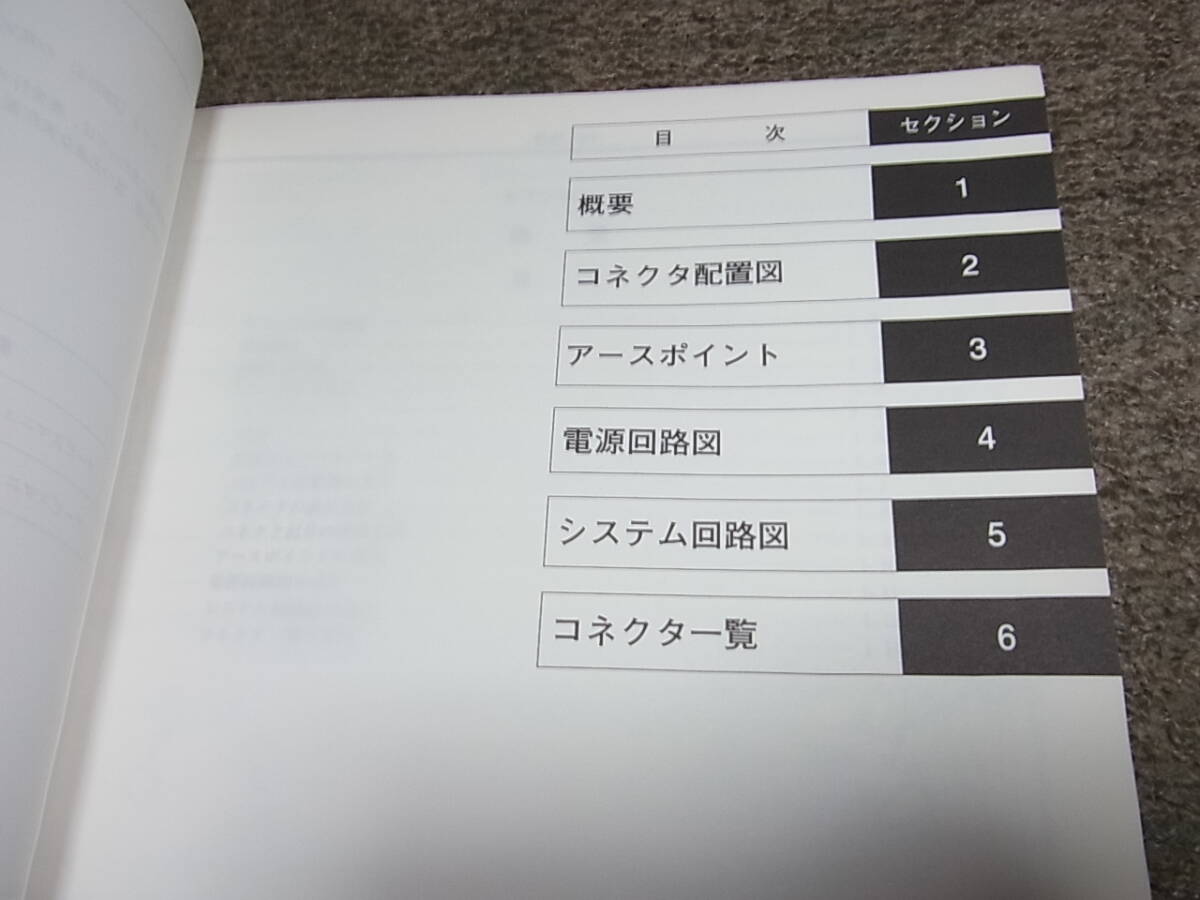 目次 セクション
概要 1
コネクタ配置図 2
アースポイント 3
電源回路図 4
システム回路図 5
コネクタ一覧 6